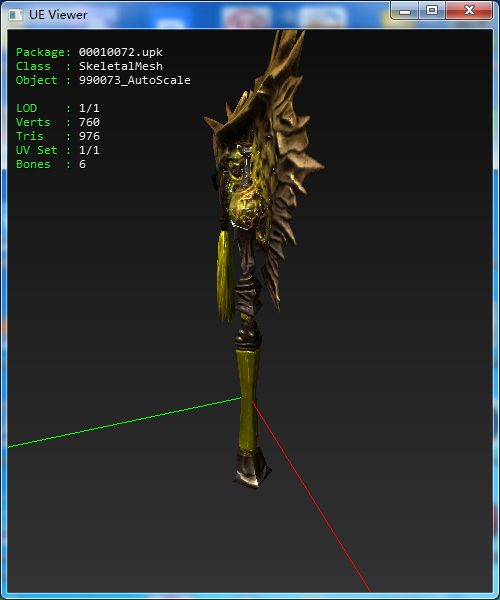 UE Viewer
Package: 00010072.upk
Class  : SkeletalMesh
Object : 990073_AutoScale
LOD    : 1/1
Verts  : 760
Tris   : 976
UV Set : 1/1
Bones  : 6